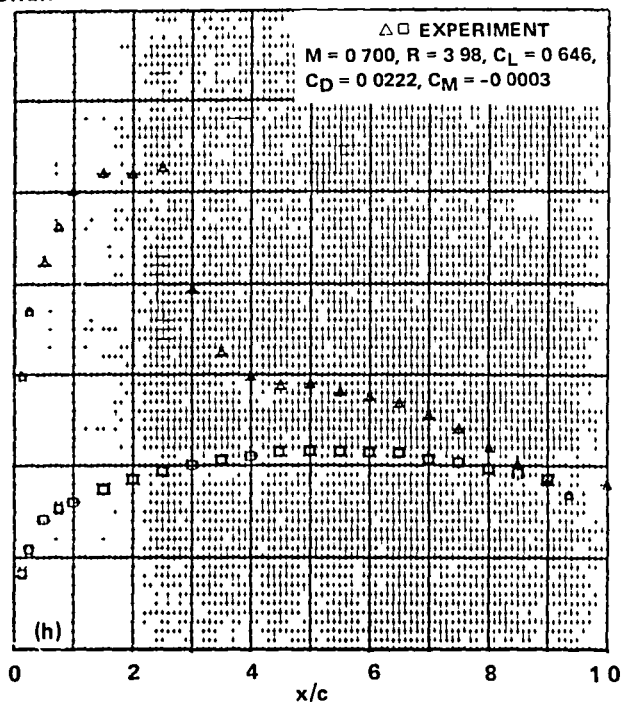 △ □ EXPERIMENT
M = 0 700, R = 3 98, C_L = 0 646,
C_D = 0 0222, C_M = -0 0003
(h)
0 2 4 6 8 1 0
x/c